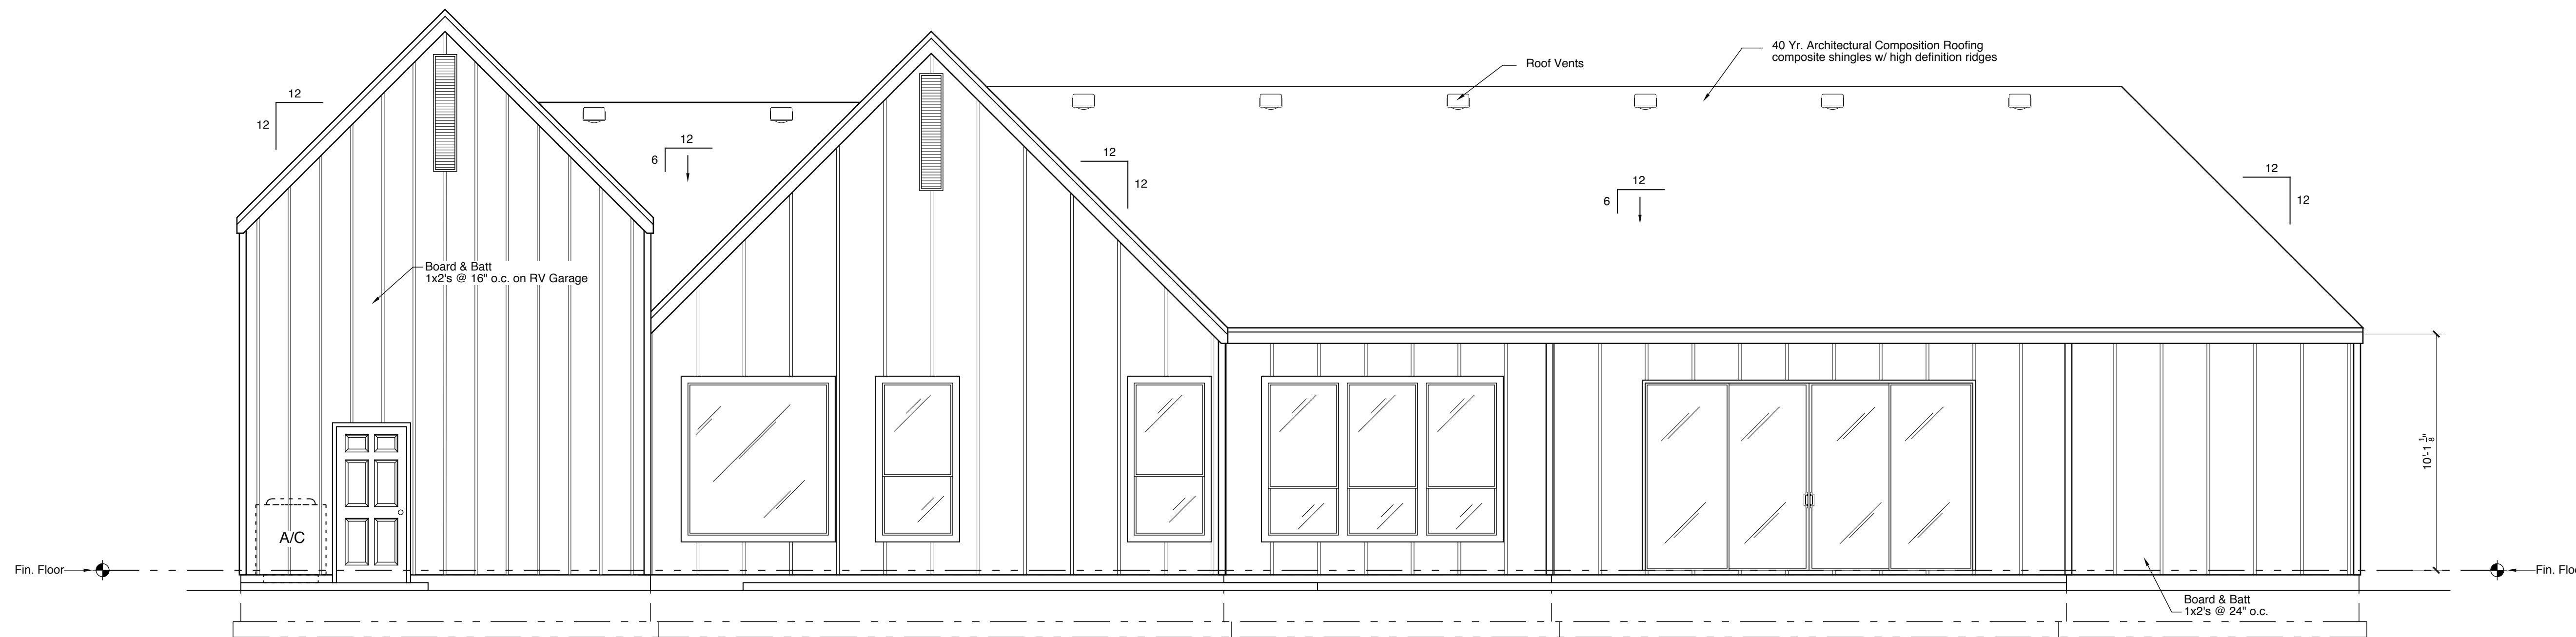 40 Yr. Architectural Composition Roofing
composite shingles w/ high definition ridges
Roof Vents
12
12
12
6
12
12
12
6
12
12
Board & Batt
1x2's @ 16" o.c. on RV Garage
10'-1 1/8"
A/C
Fin. Floor
Fin. Floo
Board & Batt
1x2's @ 24" o.c.